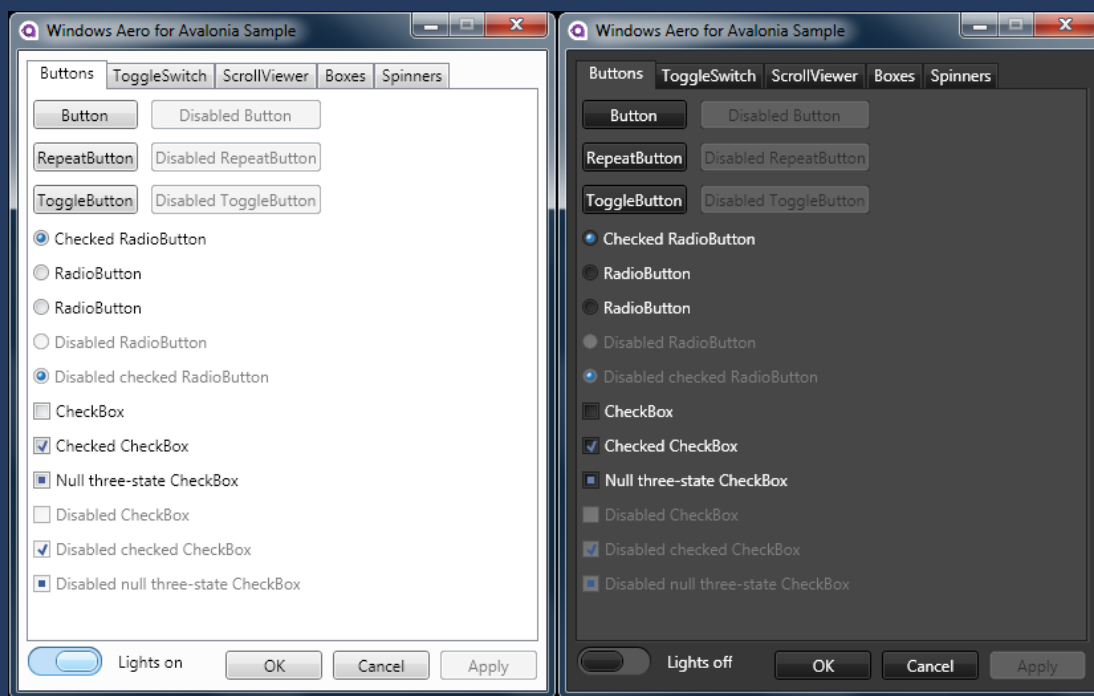 Windows Aero for Avalonia Sample
Buttons ToggleSwitch ScrollViewer Boxes Spinners
Button Disabled Button
RepeatButton Disabled RepeatButton
ToggleButton Disabled ToggleButton
Checked RadioButton
RadioButton
RadioButton
Disabled RadioButton
Disabled checked RadioButton
CheckBox
Checked CheckBox
Null three-state CheckBox
Disabled CheckBox
Disabled checked CheckBox
Disabled null three-state CheckBox
Lights on OK Cancel Apply
Windows Aero for Avalonia Sample
Buttons ToggleSwitch ScrollViewer Boxes Spinners
Button Disabled Button
RepeatButton Disabled RepeatButton
ToggleButton Disabled ToggleButton
Checked RadioButton
RadioButton
RadioButton
Disabled RadioButton
Disabled checked RadioButton
CheckBox
Checked CheckBox
Null three-state CheckBox
Disabled CheckBox
Disabled checked CheckBox
Disabled null three-state CheckBox
Lights off OK Cancel Apply